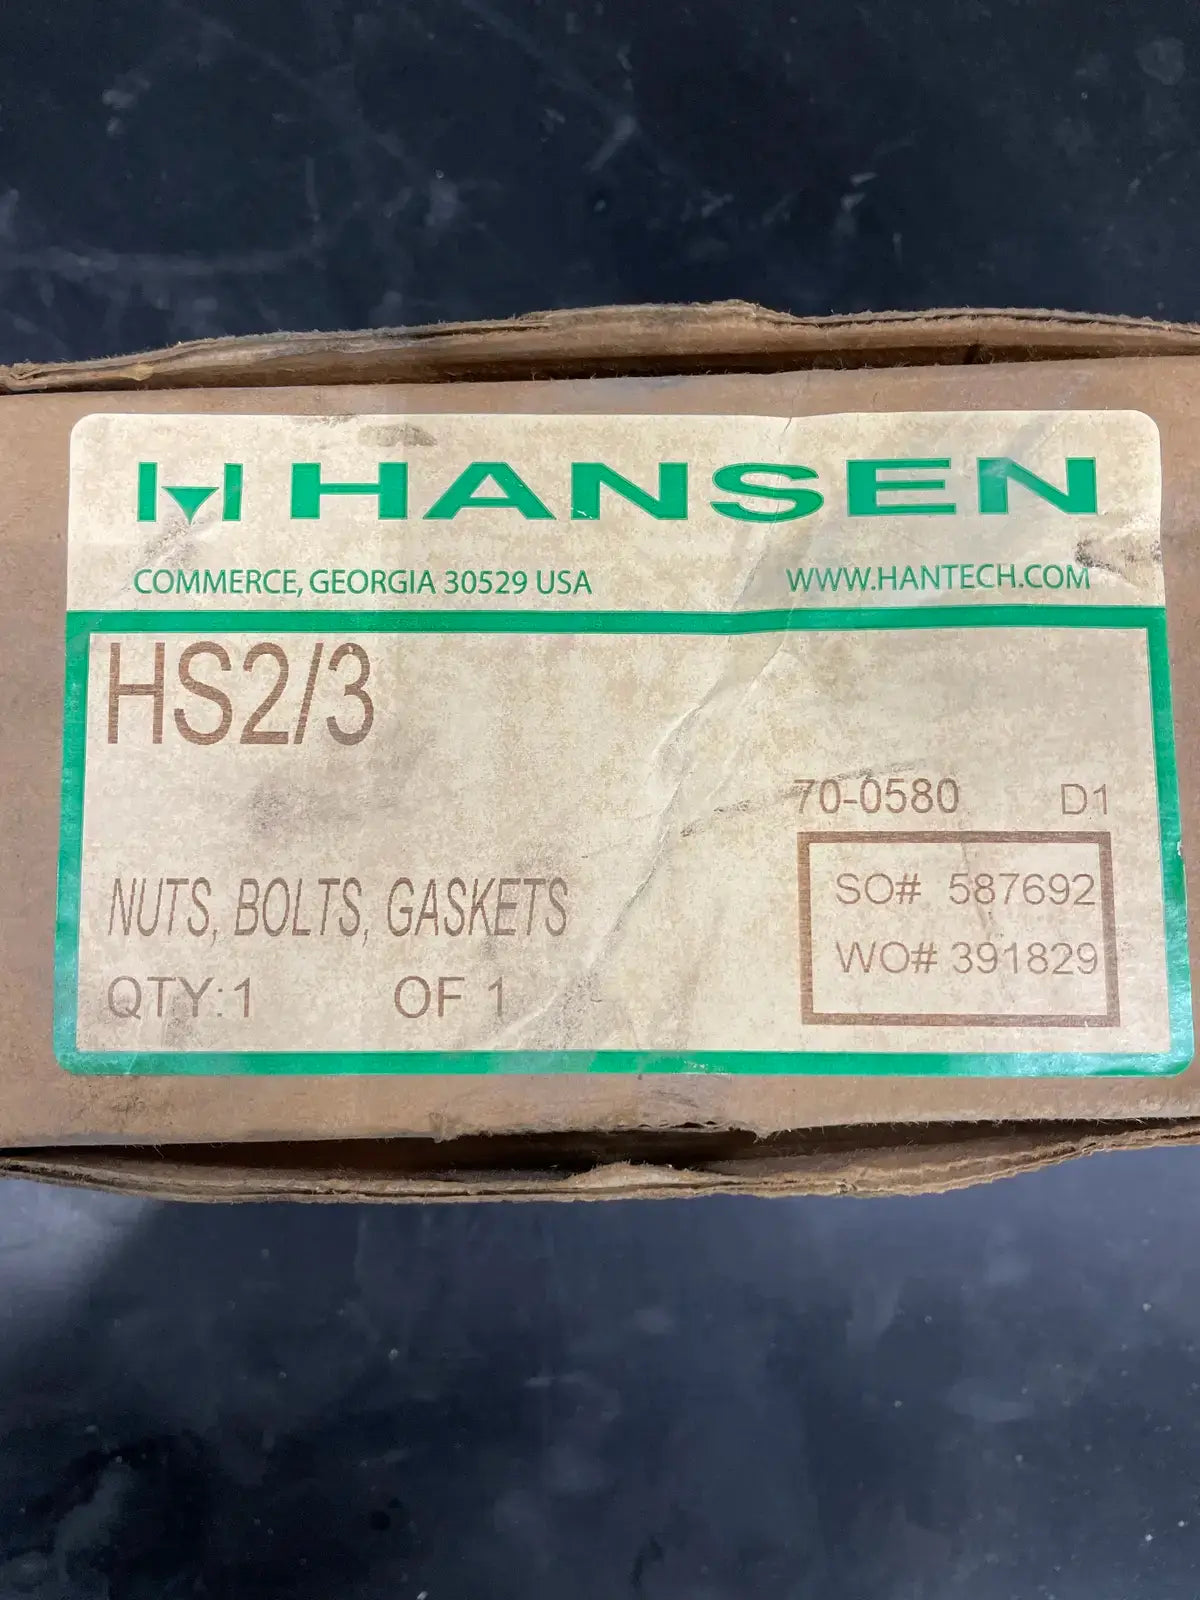 HANSEN
COMMERCE, GEORGIA 30529 USA
WWW.HANTECH.COM
HS2/3
70-0580 D1
NUTS, BOLTS, GASKETS
SO# 587692
WO# 391829
QTY:1 OF 1